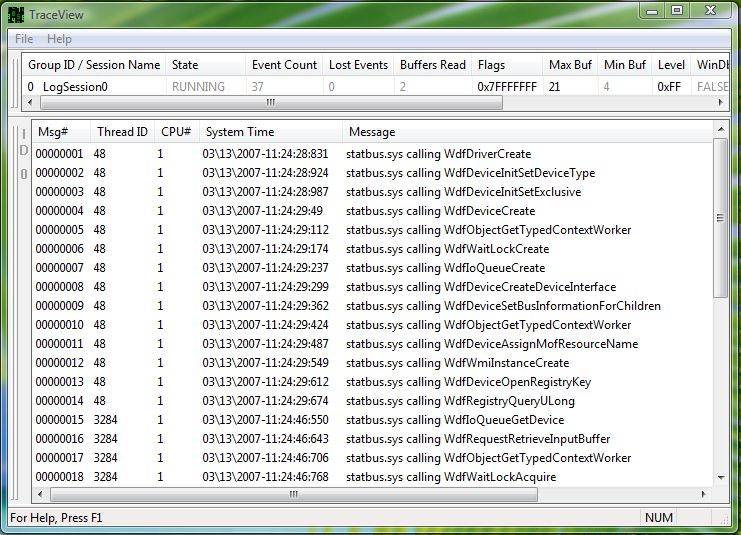 TraceView
File Help
Group ID / Session Name State Event Count Lost Events Buffers Read Flags Max Buf Min Buf Level WinDb
0 LogSession0 RUNNING 37 0 2 0x7FFFFFFF 21 4 0xFF FALSE
I
D
0
Msg# Thread ID CPU# System Time Message
00000001 48 1 03\13\2007-11:24:28:831 statbus.sys calling WdfDriverCreate
00000002 48 1 03\13\2007-11:24:28:924 statbus.sys calling WdfDeviceInitSetDeviceType
00000003 48 1 03\13\2007-11:24:28:987 statbus.sys calling WdfDeviceInitSetExclusive
00000004 48 1 03\13\2007-11:24:29:49 statbus.sys calling WdfDeviceCreate
00000005 48 1 03\13\2007-11:24:29:112 statbus.sys calling WdfObjectGetTypedContextWorker
00000006 48 1 03\13\2007-11:24:29:174 statbus.sys calling WdfWaitLockCreate
00000007 48 1 03\13\2007-11:24:29:237 statbus.sys calling WdfIoQueueCreate
00000008 48 1 03\13\2007-11:24:29:299 statbus.sys calling WdfDeviceCreateDeviceInterface
00000009 48 1 03\13\2007-11:24:29:362 statbus.sys calling WdfDeviceSetBusInformationForChildren
00000010 48 1 03\13\2007-11:24:29:424 statbus.sys calling WdfObjectGetTypedContextWorker
00000011 48 1 03\13\2007-11:24:29:487 statbus.sys calling WdfDeviceAssignMofResourceName
00000012 48 1 03\13\2007-11:24:29:549 statbus.sys calling WdfWmiInstanceCreate
00000013 48 1 03\13\2007-11:24:29:612 statbus.sys calling WdfDeviceOpenRegistryKey
00000014 48 1 03\13\2007-11:24:29:674 statbus.sys calling WdfRegistryQueryULong
00000015 3284 1 03\13\2007-11:24:46:550 statbus.sys calling WdfIoQueueGetDevice
00000016 3284 1 03\13\2007-11:24:46:643 statbus.sys calling WdfRequestRetrieveInputBuffer
00000017 3284 1 03\13\2007-11:24:46:706 statbus.sys calling WdfObjectGetTypedContextWorker
00000018 3284 1 03\13\2007-11:24:46:768 statbus.sys calling WdfWaitLockAcquire
For Help, Press F1 NUM